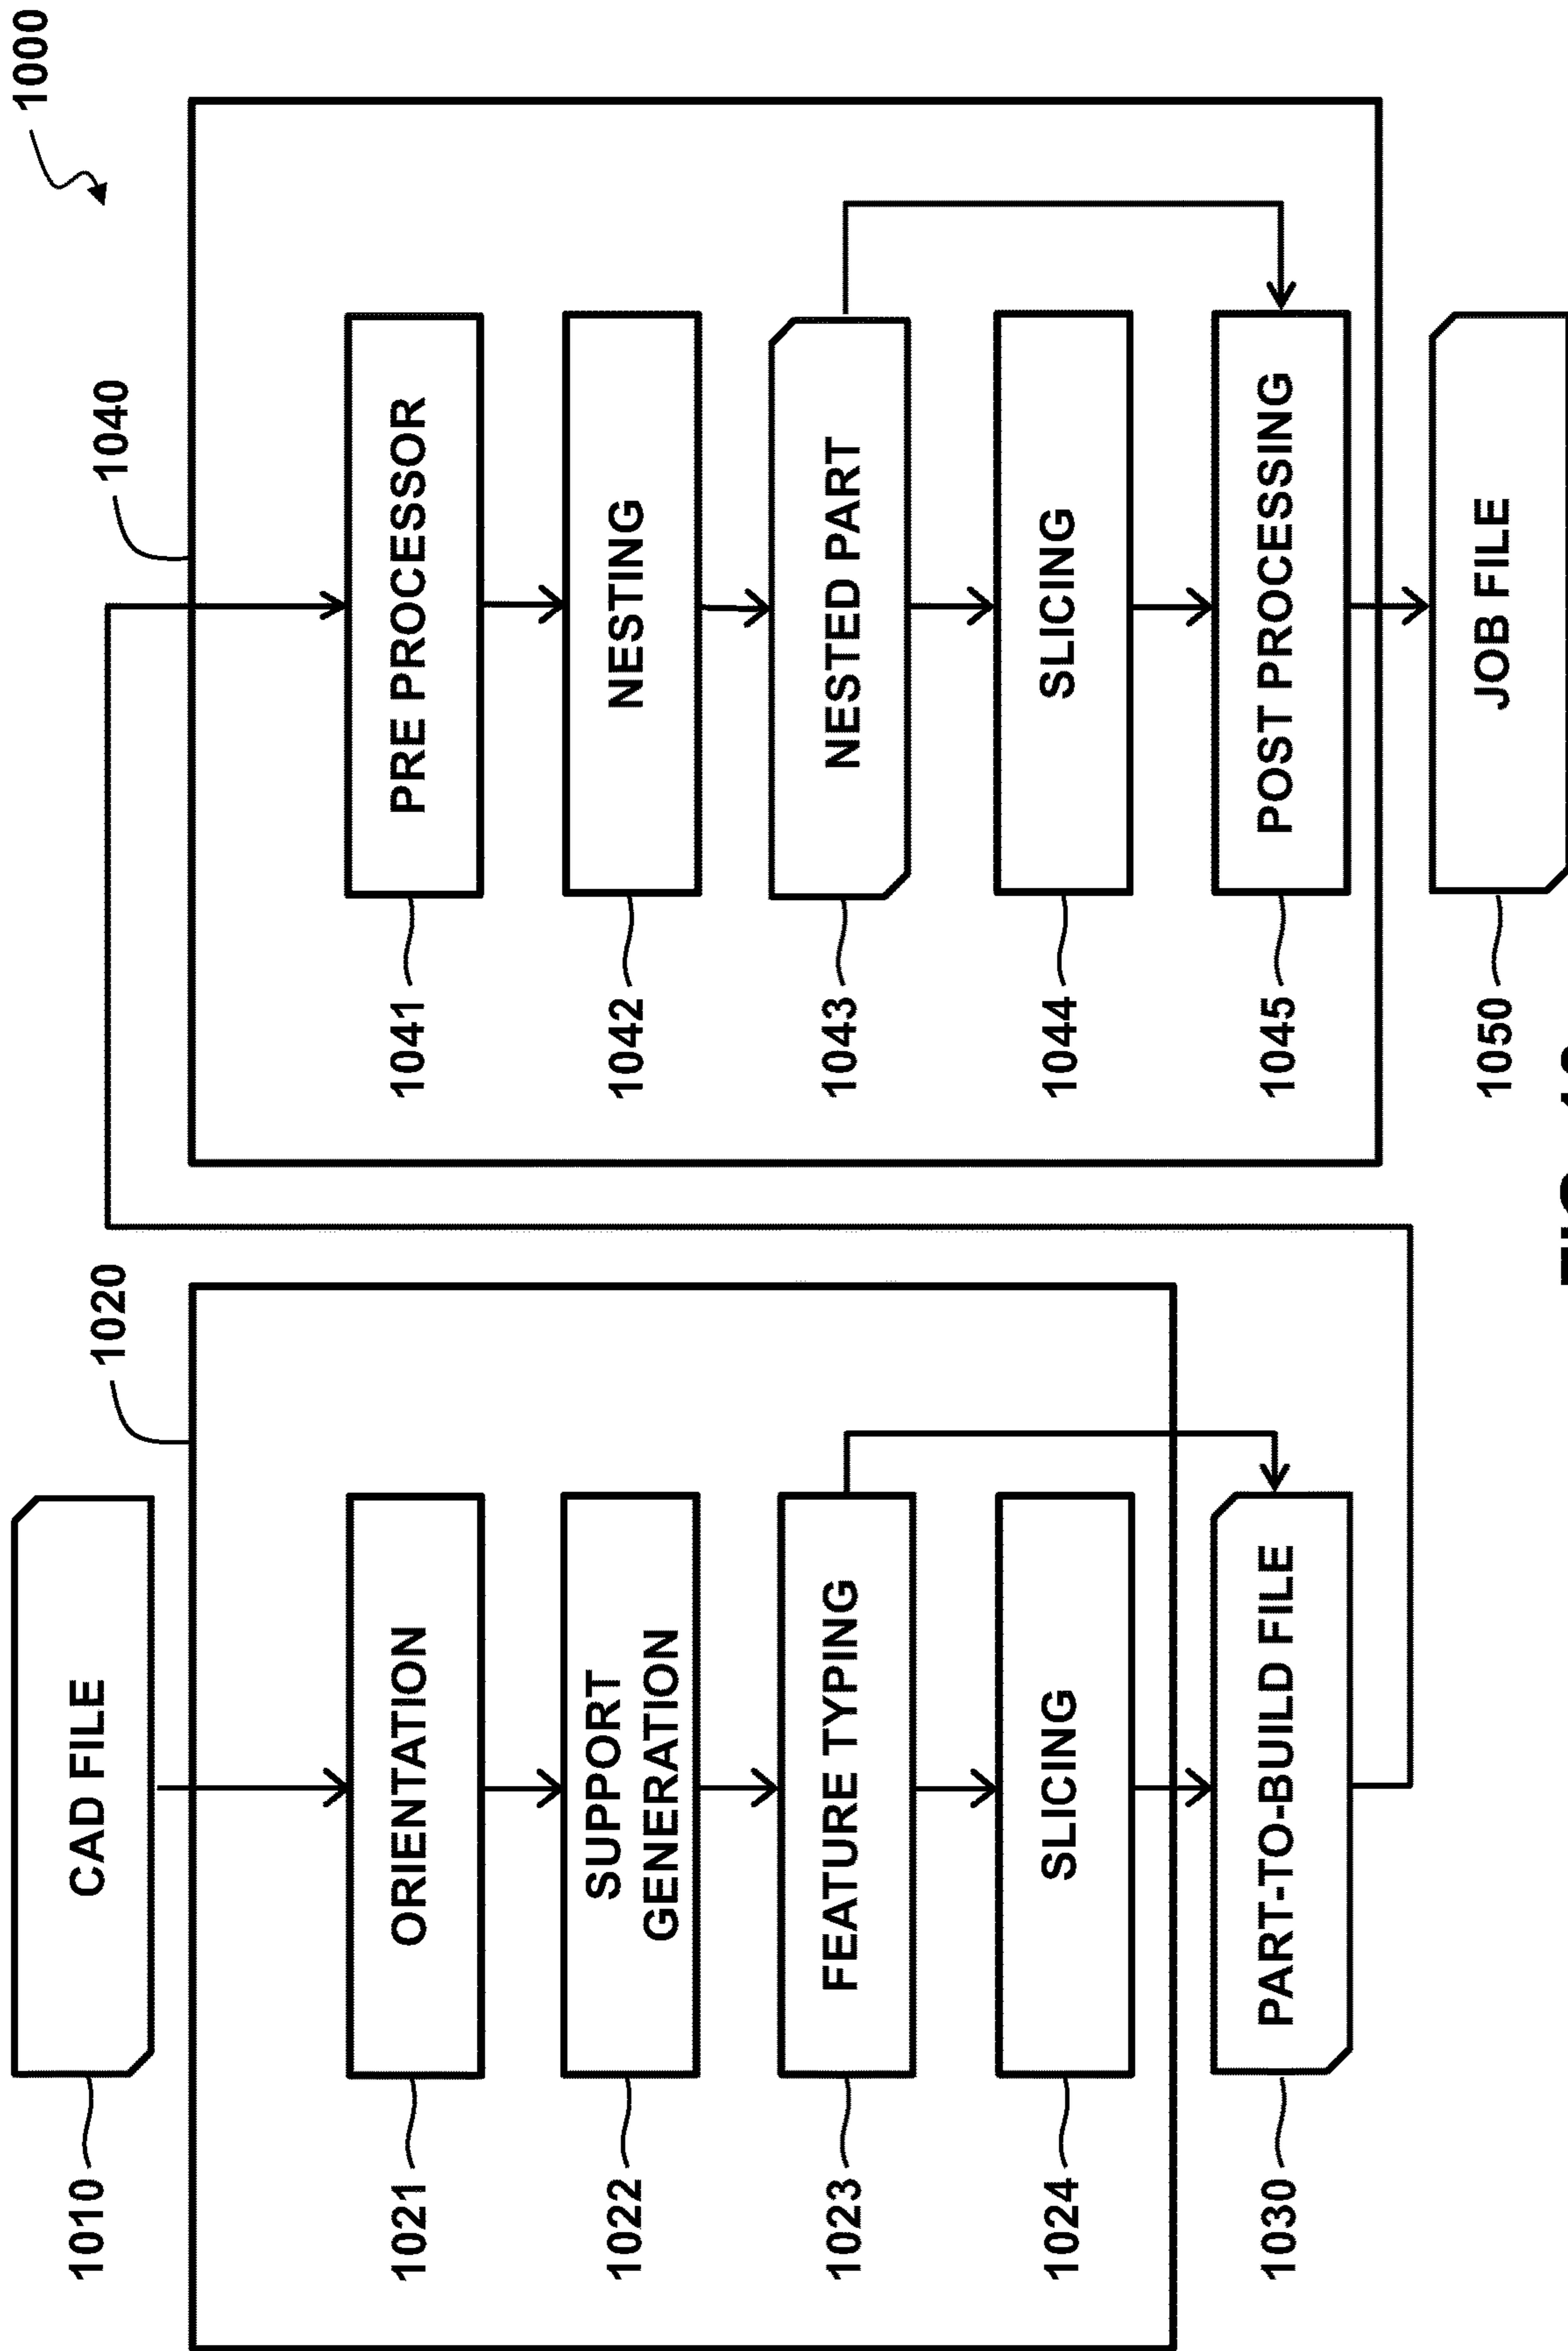 1000
1010
CAD FILE
1020
1021
ORIENTATION
1022
SUPPORT
GENERATION
1023
FEATURE TYPING
1024
SLICING
1030
PART-TO-BUILD FILE
1040
1041
PRE PROCESSOR
1042
NESTING
1043
NESTED PART
1044
SLICING
1045
POST PROCESSING
1050
JOB FILE